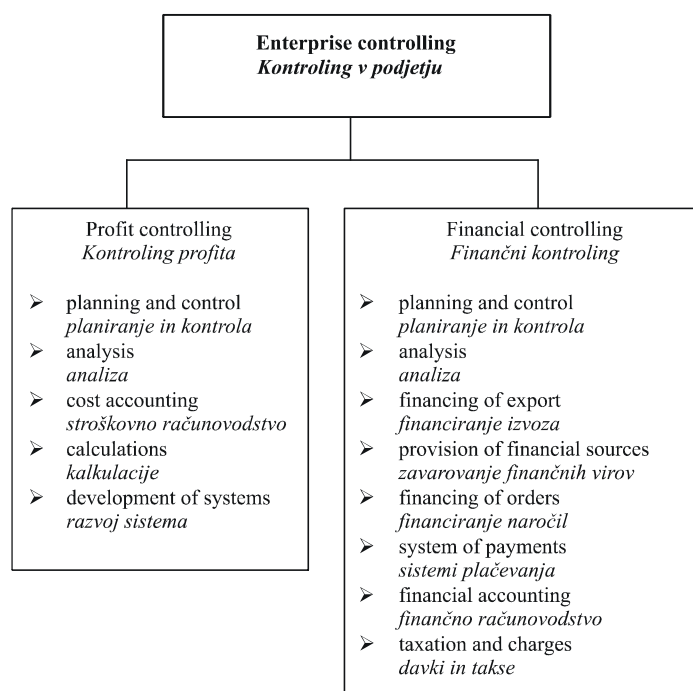 Enterprise controlling
Kontroling v podjetju
Profit controlling
Kontroling profita
planning and control
planiranje in kontrola
analysis
analiza
cost accounting
stroškovno računovodstvo
calculations
kalkulacije
development of systems
razvoj sistema
Financial controlling
Finančni kontroling
planning and control
planiranje in kontrola
analysis
analiza
financing of export
financiranje izvoza
provision of financial sources
zavarovanje finančnih virov
financing of orders
financiranje naročil
system of payments
sistemi plačevanja
financial accounting
finančno računovodstvo
taxation and charges
davki in takse